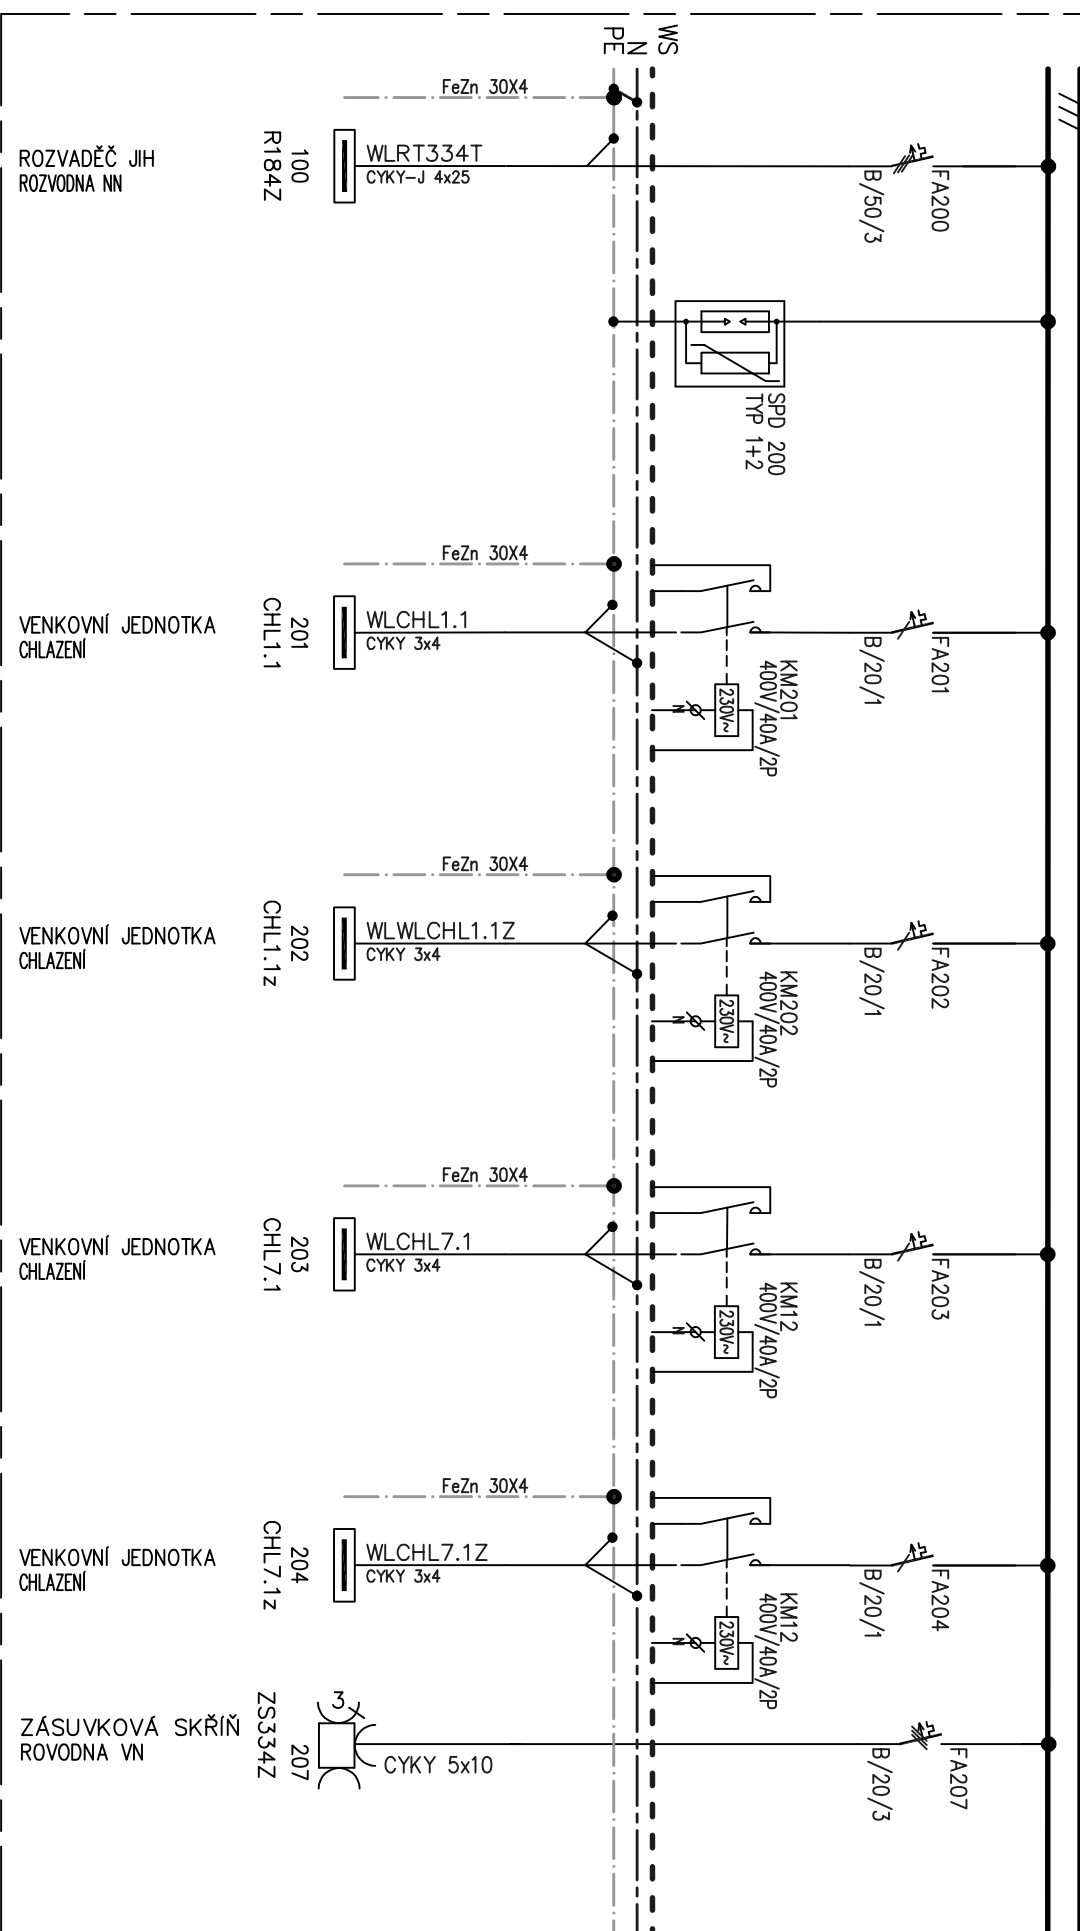 WS
N
PE
FeZn 30X4
ROZVADĚČ JIH
ROZVODNA NN
100
R184Z
WLRT334T
CYKY-J 4x25
FA200
B/50/3
SPD 200
TYP 1+2
FeZn 30X4
VENKOVNÍ JEDNOTKA
CHLAZENÍ
201
CHL1.1
WLCHL1.1
CYKY 3x4
FA201
B/20/1
KM201
400V/40A/2P
230V~
N
FeZn 30X4
VENKOVNÍ JEDNOTKA
CHLAZENÍ
202
CHL1.1z
WLWLCHL1.1Z
CYKY 3x4
FA202
B/20/1
KM202
400V/40A/2P
230V~
N
FeZn 30X4
VENKOVNÍ JEDNOTKA
CHLAZENÍ
203
CHL7.1
WLCHL7.1
CYKY 3x4
FA203
B/20/1
KM12
400V/40A/2P
230V~
N
FeZn 30X4
VENKOVNÍ JEDNOTKA
CHLAZENÍ
204
CHL7.1z
WLCHL7.1Z
CYKY 3x4
FA204
B/20/1
KM12
400V/40A/2P
230V~
N
ZÁSUVKOVÁ SKŘÍŇ
ROVODNA VN
207
ZS334Z
3
CYKY 5x10
FA207
B/20/3